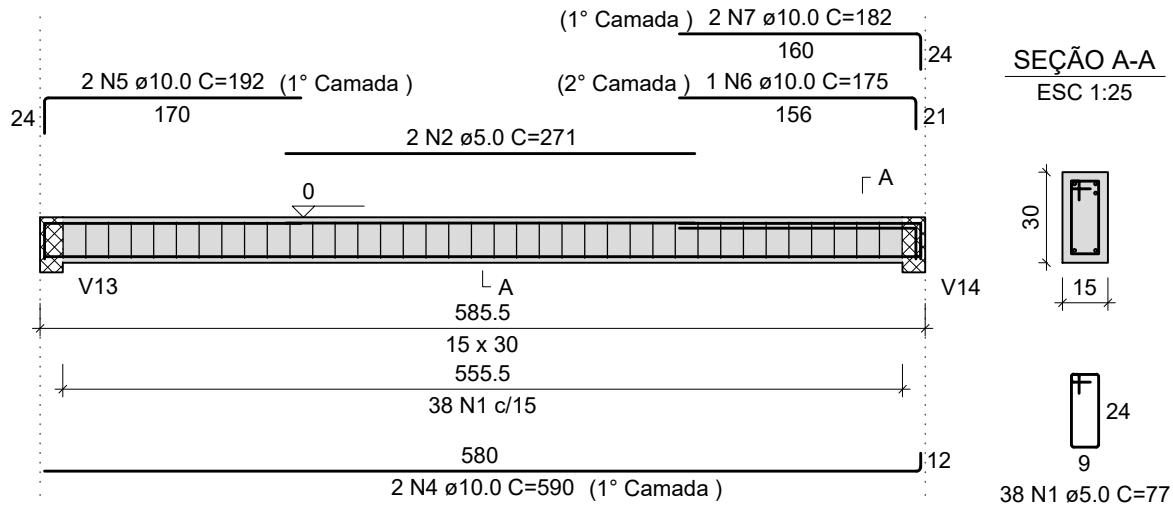 (1° Camada ) 2 N7 ø10.0 C=182
160
24
SEÇÃO A-A
ESC 1:25
2 N5 ø10.0 C=192 (1° Camada )
24
170
(2° Camada ) 1 N6 ø10.0 C=175
156
21
2 N2 ø5.0 C=271
A
0
30
15
V13
A
V14
585.5
15 x 30
555.5
38 N1 c/15
24
9
38 N1 ø5.0 C=77
580
12
2 N4 ø10.0 C=590 (1° Camada )